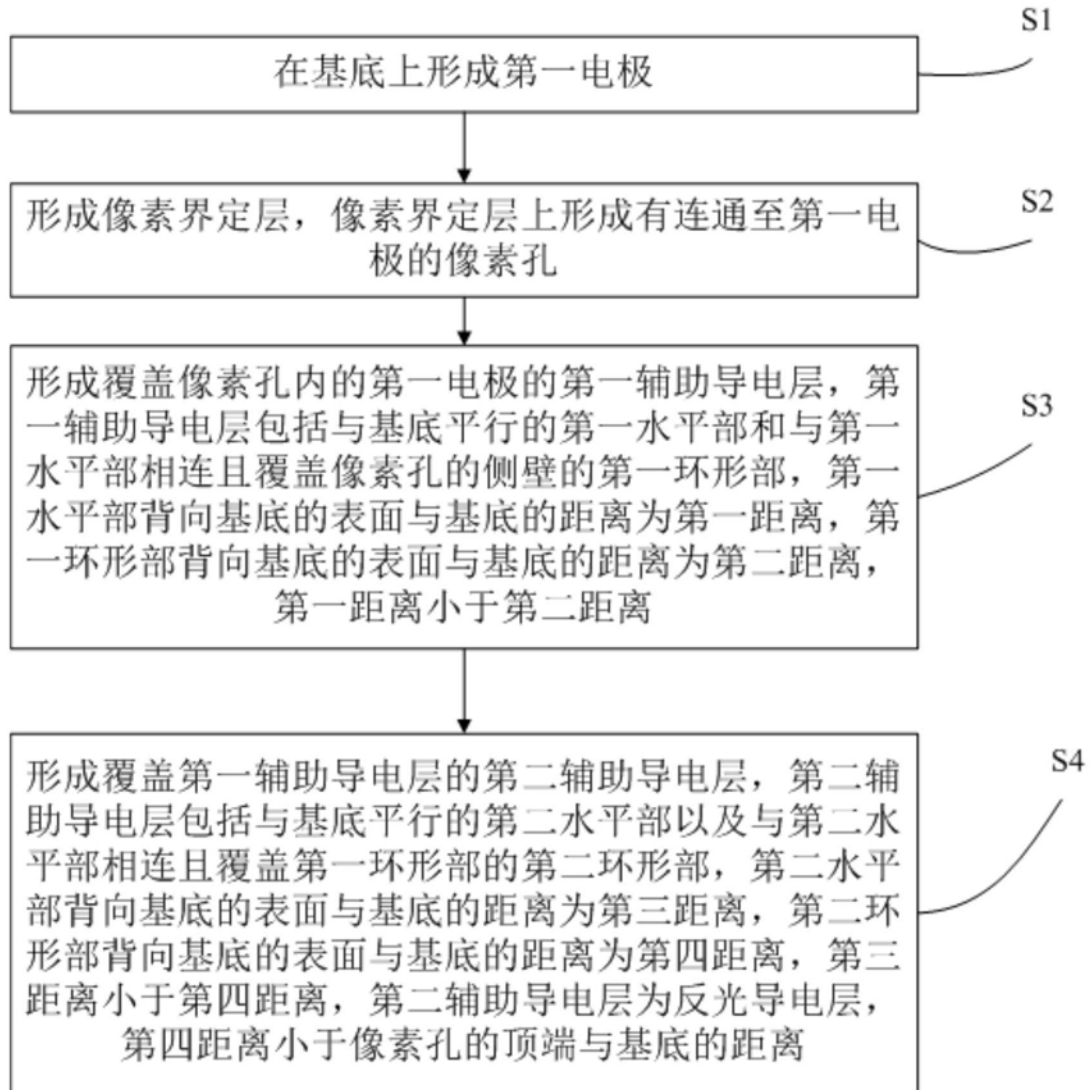 S1
在基底上形成第一电极
S2
形成像素界定层，像素界定层上形成有连通至第一电
极的像素孔
形成覆盖像素孔内的第一电极的第一辅助导电层，第
S3
一辅助导电层包括与基底平行的第一水平部和与第一
水平部相连且覆盖像素孔的侧壁的第一环形部，第一
水平部背向基底的表面与基底的距离为第一距离，第
一环形部背向基底的表面与基底的距离为第二距离，
第一距离小于第二距离
S4
形成覆盖第一辅助导电层的第二辅助导电层，第二辅
助导电层包括与基底平行的第二水平部以及与第二水
平部相连且覆盖第一环形部的第二环形部，第二水平
部背向基底的表面与基底的距离为第三距离，第二环
形部背向基底的表面与基底的距离为第四距离，第三
距离小于第四距离，第二辅助导电层为反光导电层，
第四距离小于像素孔的顶端与基底的距离